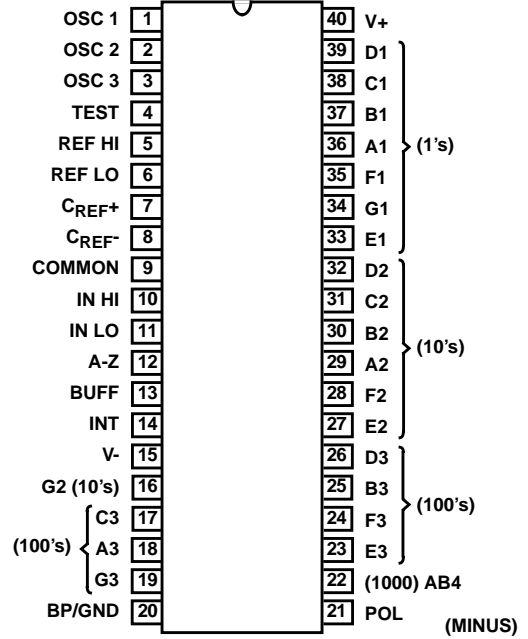 OSC 1 1 40 V+
OSC 2 2 39 D1
OSC 3 3 38 C1
TEST 4 37 B1
REF HI 5 36 A1 (1's)
REF LO 6 35 F1
CREF+ 7 34 G1
CREF- 8 33 E1
COMMON 9 32 D2
IN HI 10 31 C2
IN LO 11 30 B2
(10's)
A-Z 12 29 A2
BUFF 13 28 F2
INT 14 27 E2
V- 15 26 D3
G2 (10's) 16 25 B3
(100's)
C3 17 24 F3
(100's) A3 18 23 E3
G3 19 22 (1000) AB4
BP/GND 20 21 POL (MINUS)